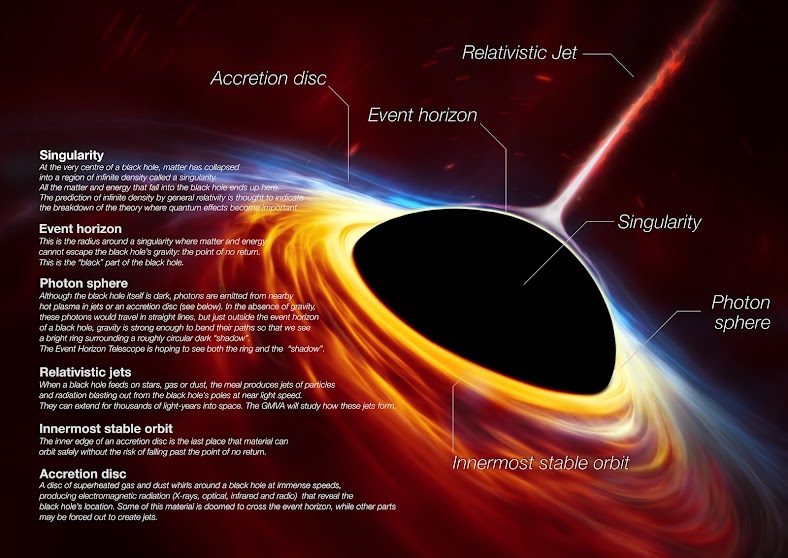 Relativistic Jet
Accretion disc
Event horizon
Singularity
Photon
sphere
Innermost stable orbit
Singularity
At the very centre of a black hole, matter has collapsed
into a region of infinite density called a singularity.
All the matter and energy that fall into the black hole ends up here.
The prediction of infinite density by general relativity is thought to indicate
the breakdown of the theory where quantum effects become important.
Event horizon
This is the radius around a singularity where matter and energy
cannot escape the black hole's gravity: the point of no return.
This is the “black” part of the black hole.
Photon sphere
Although the black hole itself is dark, photons are emitted from nearby
hot plasma in jets or an accretion disc (see below). In the absence of gravity,
these photons would travel in straight lines, but just outside the event horizon
of a black hole, gravity is strong enough to bend their paths so that we see
a bright ring surrounding a roughly circular dark “shadow”.
The Event Horizon Telescope is hoping to see both the ring and the “shadow”.
Relativistic jets
When a black hole feeds on stars, gas or dust, the meal produces jets of particles
and radiation blasting out from the black hole's poles at near light speed.
They can extend for thousands of light-years into space. The GMVA will study how these jets form.
Innermost stable orbit
The inner edge of an accretion disc is the last place that material can
orbit safely without the risk of falling past the point of no return.
Accretion disc
A disc of superheated gas and dust whirls around a black hole at immense speeds,
producing electromagnetic radiation (X-rays, optical, infrared and radio) that reveal the
black hole's location. Some of this material is doomed to cross the event horizon, while other parts
may be forced out to create jets.